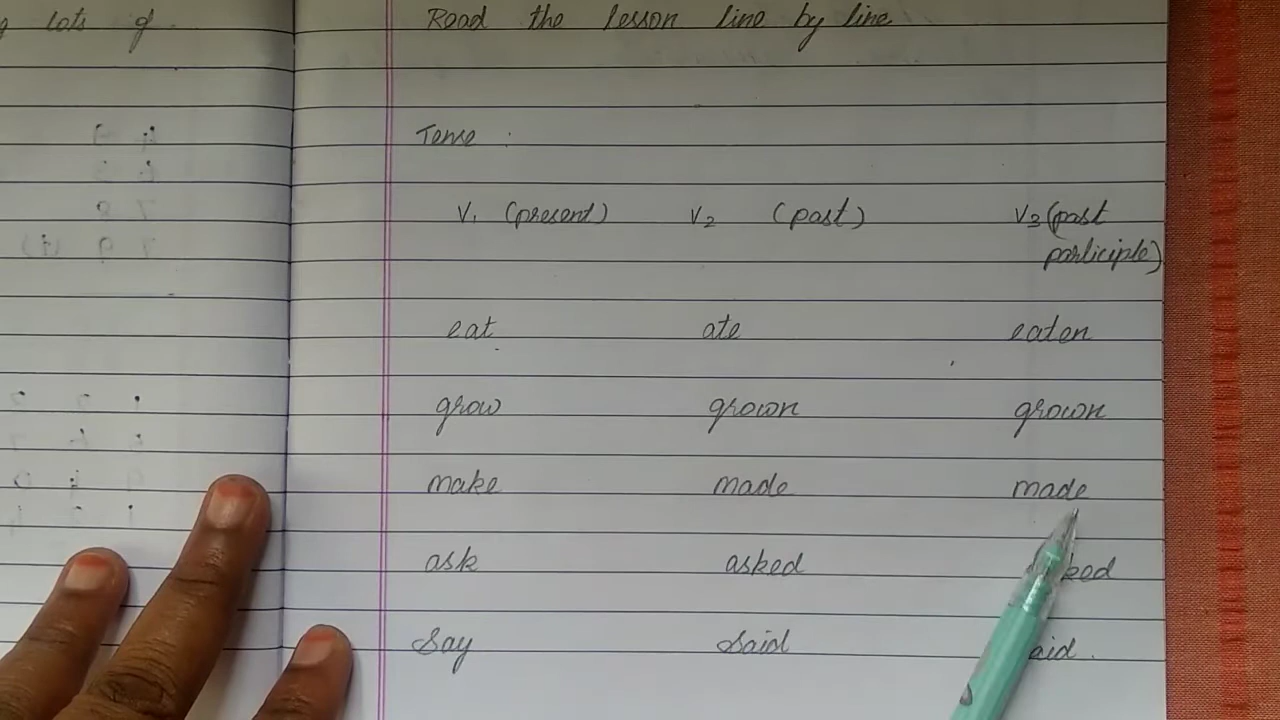 lots of
Read the lesson line by line
Tense :
V1 (present) V2 (past) V3 (past
participle)
eat ate eaten
grow grown grown
make made made
ask asked
say said